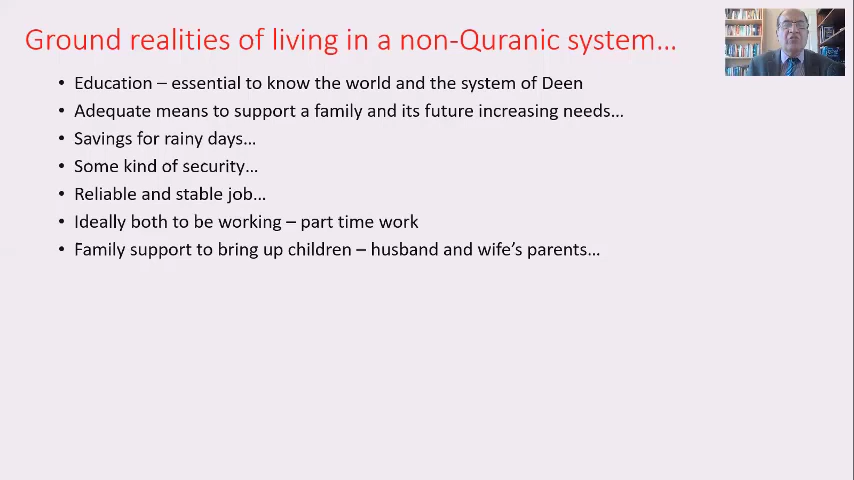 Ground realities of living in a non-Quranic system…
• Education – essential to know the world and the system of Deen
• Adequate means to support a family and its future increasing needs…
• Savings for rainy days…
• Some kind of security…
• Reliable and stable job…
• Ideally both to be working – part time work
• Family support to bring up children – husband and wife’s parents…